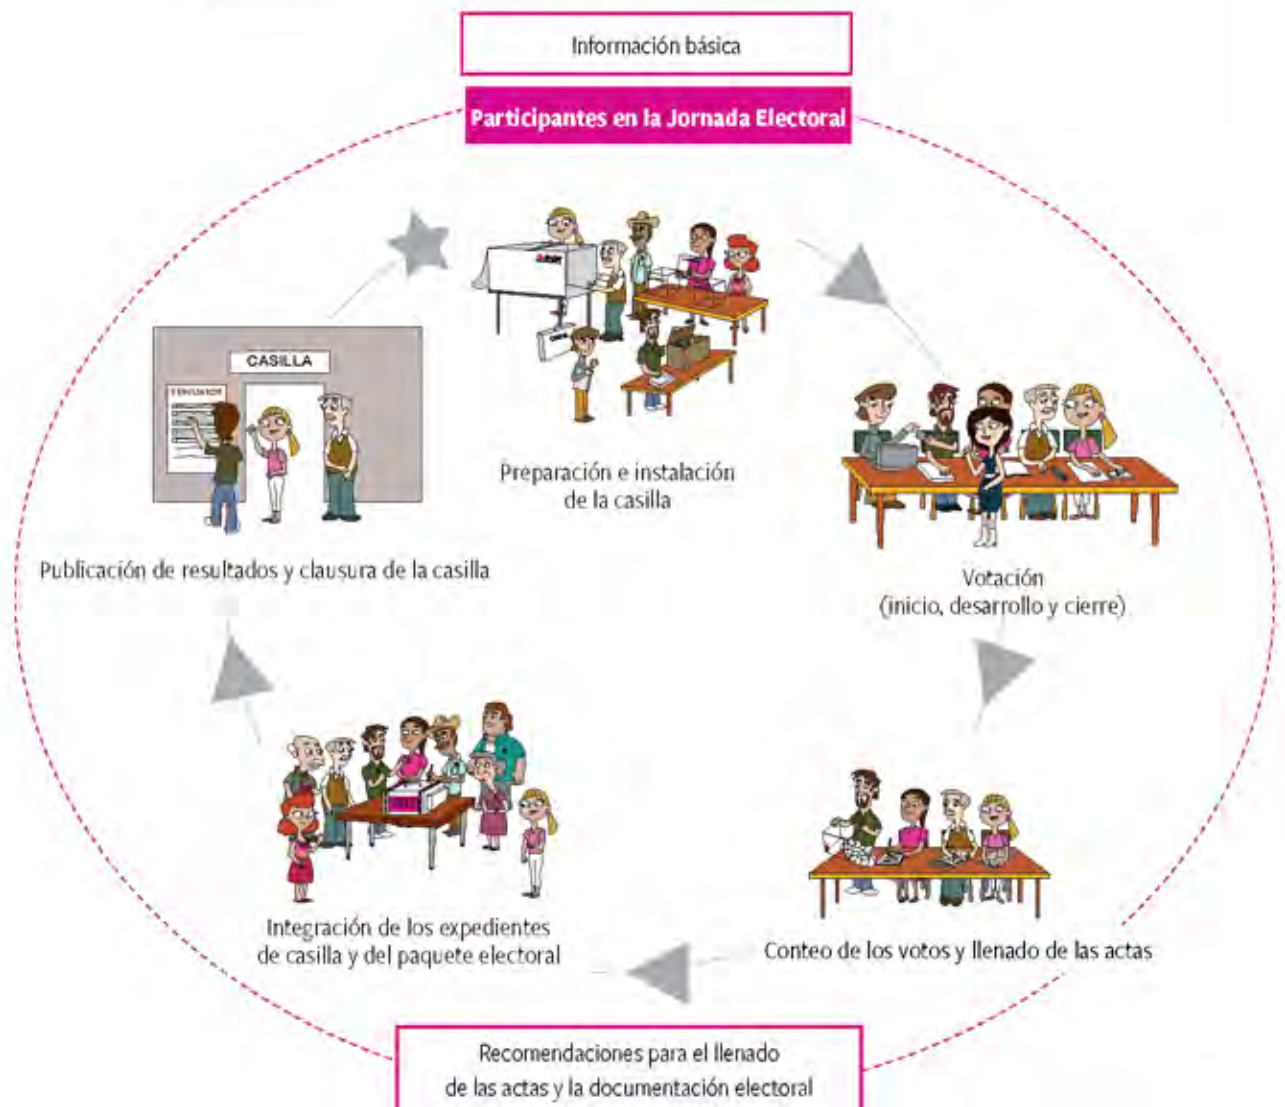 Información básica
Participantes en la Jornada Electoral
Preparación e instalación
de la casilla
CASILLA
Publicación de resultados y clausura de la casilla
Votación
(inicio, desarrollo y cierre)
Integración de los expedientes
de casilla y del paquete electoral
Conteo de los votos y llenado de las actas
Recomendaciones para el llenado
de las actas y la documentación electoral